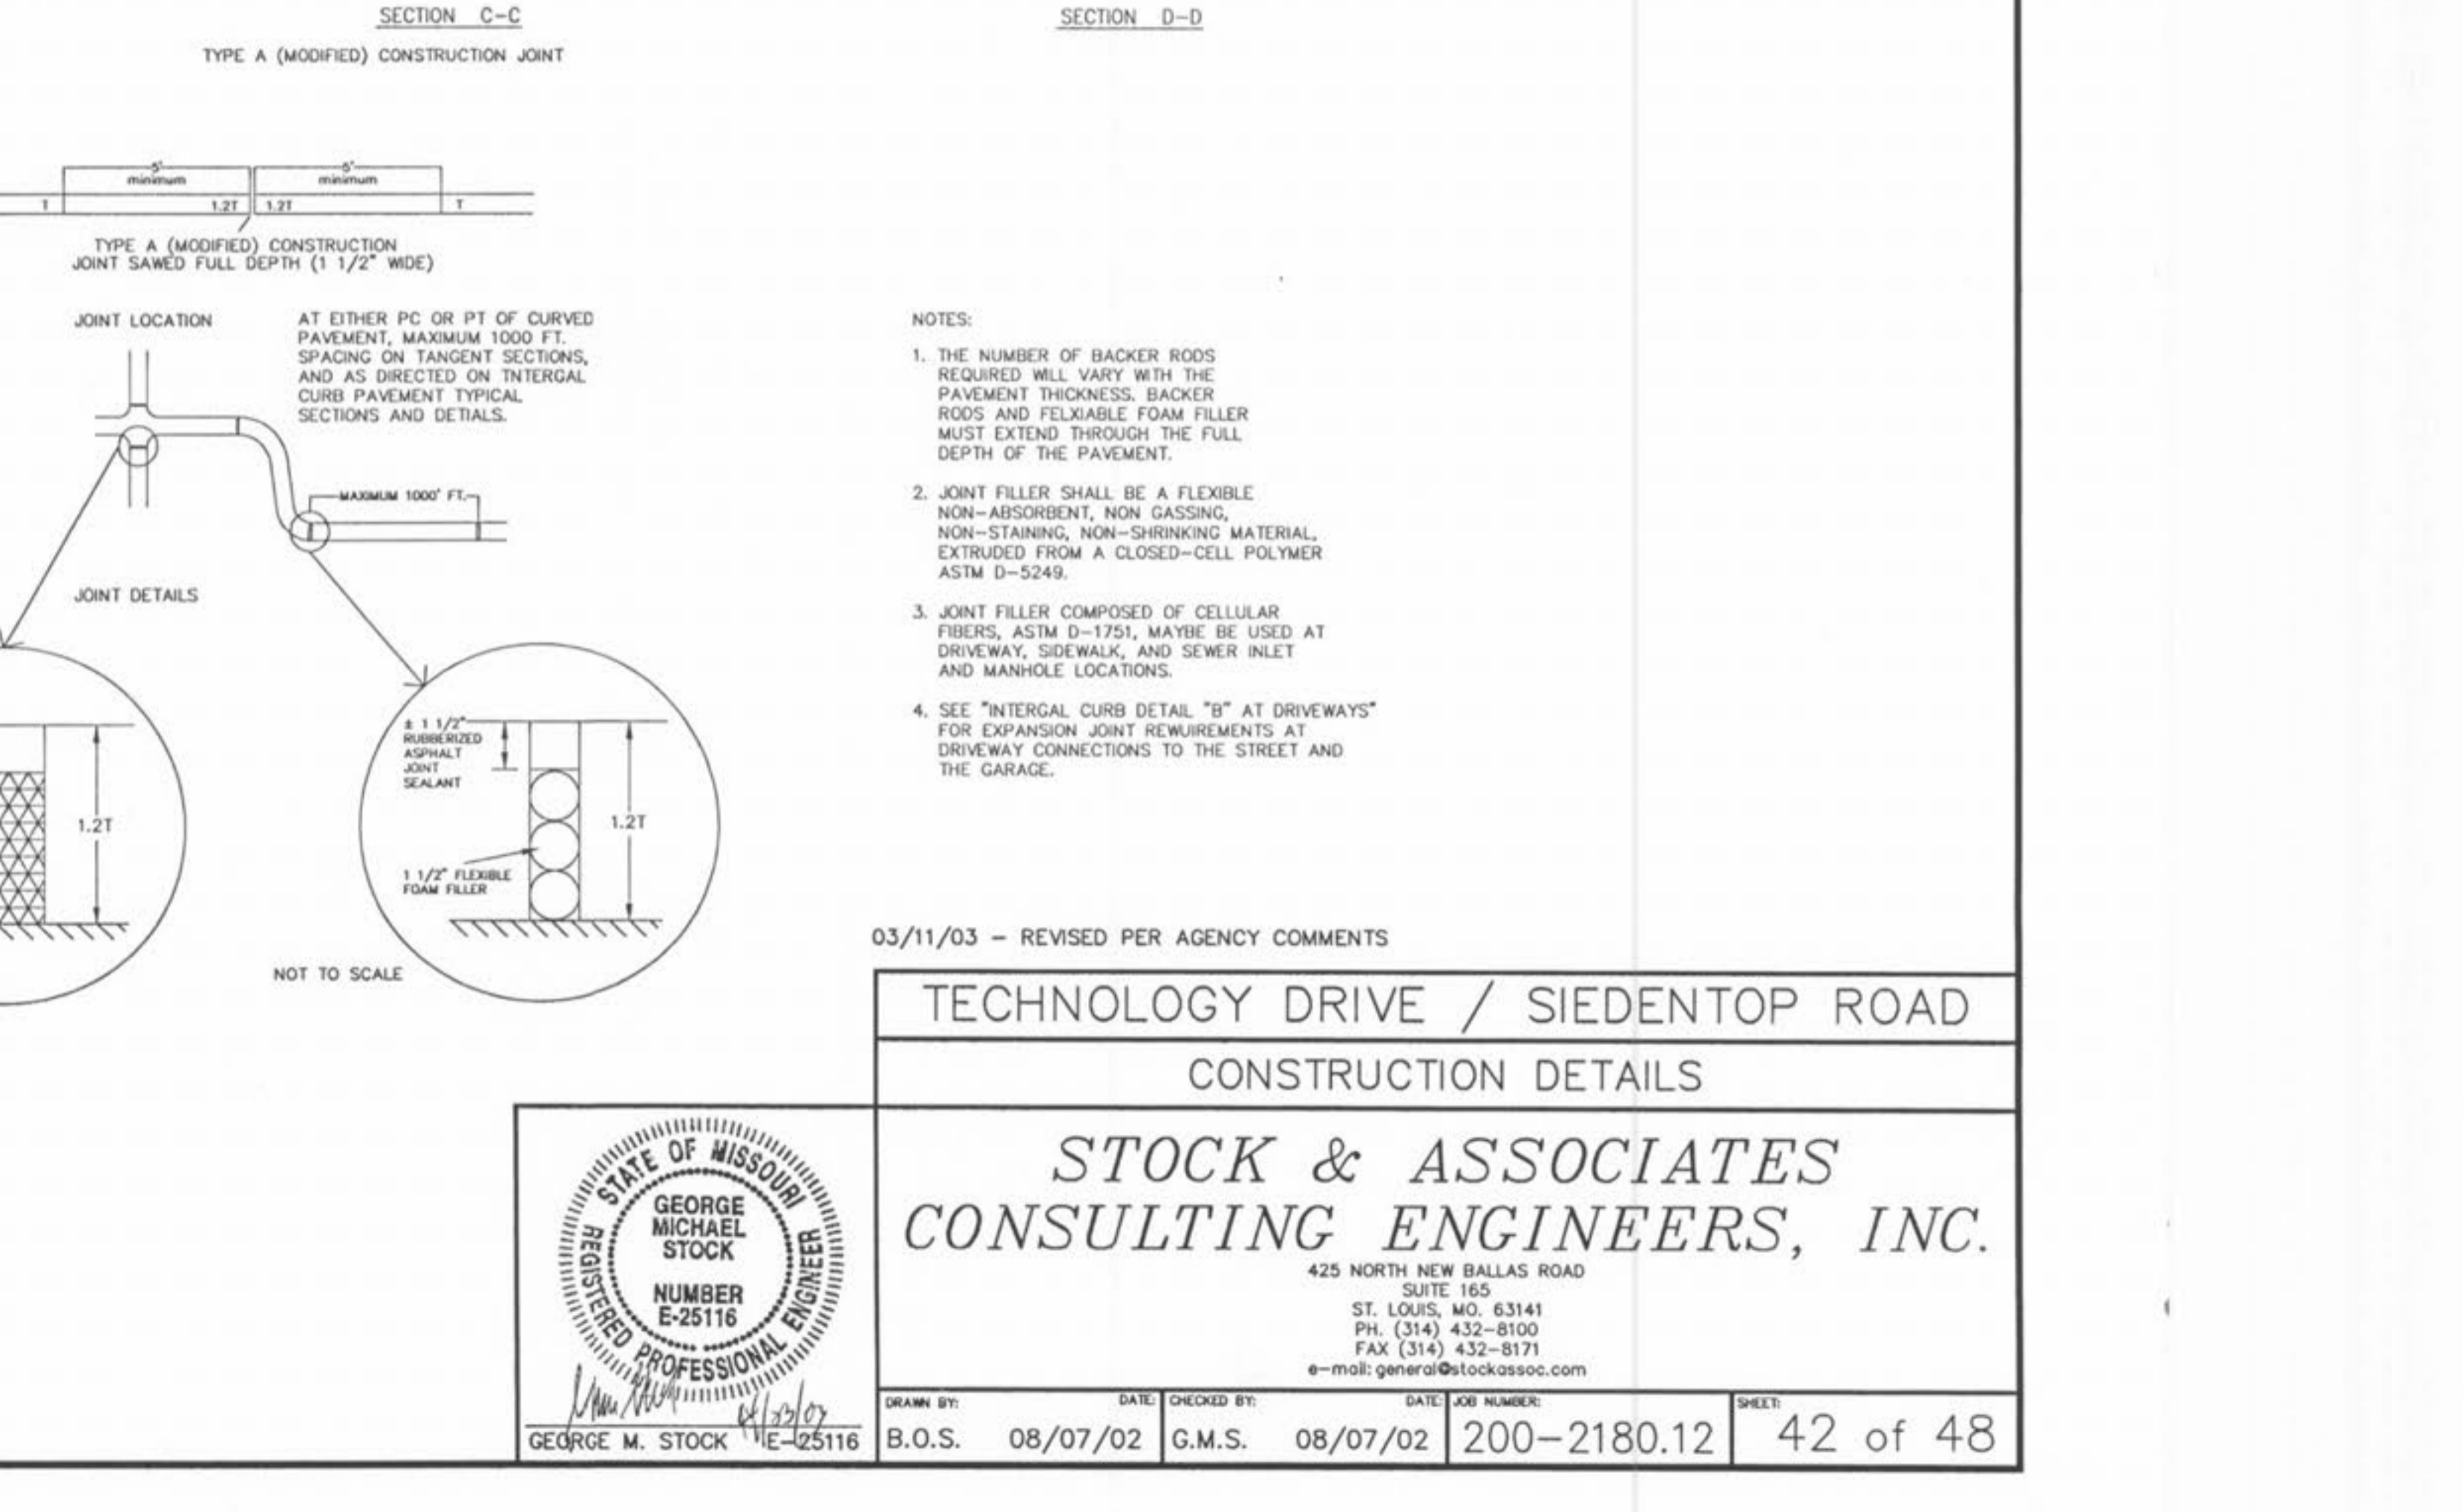 SECTION C-C
TYPE A (MODIFIED) CONSTRUCTION JOINT
SECTION D-D
5'
minimum
5'
minimum
T
1.2T
1.2T
T
TYPE A (MODIFIED) CONSTRUCTION
JOINT SAWED FULL DEPTH (1 1/2" WIDE)
JOINT LOCATION
AT EITHER PC OR PT OF CURVED
PAVEMENT, MAXIMUM 1000 FT.
SPACING ON TANGENT SECTIONS,
AND AS DIRECTED ON TNTERGAL
CURB PAVEMENT TYPICAL
SECTIONS AND DETIALS.
MAXIMUM 1000' FT.
JOINT DETAILS
1.2T
± 1 1/2"
RUBBERIZED
ASPHALT
JOINT
SEALANT
1.2T
1 1/2" FLEXIBLE
FOAM FILLER
NOT TO SCALE
NOTES:
1. THE NUMBER OF BACKER RODS
REQUIRED WILL VARY WITH THE
PAVEMENT THICKNESS. BACKER
RODS AND FELXIABLE FOAM FILLER
MUST EXTEND THROUGH THE FULL
DEPTH OF THE PAVEMENT.
2. JOINT FILLER SHALL BE A FLEXIBLE
NON-ABSORBENT, NON GASSING,
NON-STAINING, NON-SHRINKING MATERIAL,
EXTRUDED FROM A CLOSED-CELL POLYMER
ASTM D-5249.
3. JOINT FILLER COMPOSED OF CELLULAR
FIBERS, ASTM D-1751, MAYBE BE USED AT
DRIVEWAY, SIDEWALK, AND SEWER INLET
AND MANHOLE LOCATIONS.
4. SEE "INTERGAL CURB DETAIL "B" AT DRIVEWAYS"
FOR EXPANSION JOINT REWUIREMENTS AT
DRIVEWAY CONNECTIONS TO THE STREET AND
THE GARAGE.
03/11/03 - REVISED PER AGENCY COMMENTS
TECHNOLOGY DRIVE / SIEDENTOP ROAD
CONSTRUCTION DETAILS
STATE OF MISSOURI
GEORGE
MICHAEL
STOCK
NUMBER
E-25116
REGISTERED PROFESSIONAL ENGINEER
GEORGE M. STOCK E-25116
STOCK & ASSOCIATES
CONSULTING ENGINEERS, INC.
425 NORTH NEW BALLAS ROAD
SUITE 165
ST. LOUIS, MO. 63141
PH. (314) 432-8100
FAX (314) 432-8171
e-mail: general@stockassoc.com
DRAWN BY: DATE: CHECKED BY: DATE: JOB NUMBER: SHEET:
B.O.S. 08/07/02 G.M.S. 08/07/02 200-2180.12 42 of 48